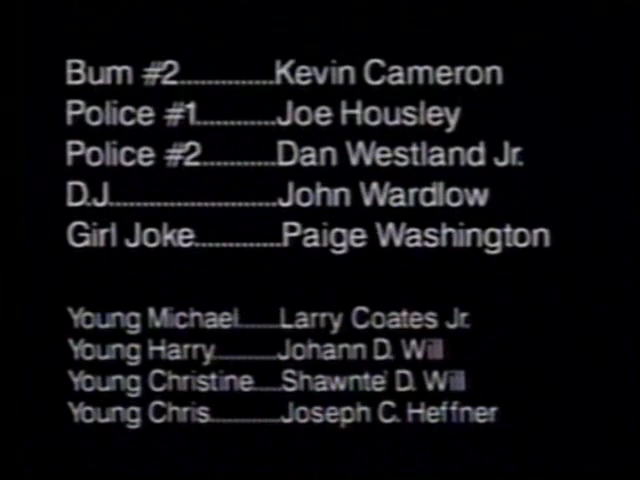 Bum #2.............Kevin Cameron
Police #1...........Joe Housley
Police #2..........Dan Westland Jr.
D.J.......................John Wardlow
Girl Joke............Paige Washington
Young Michael......Larry Coates Jr.
Young Harry.........Johann D. Will
Young Christine....Shawnte' D. Will
Young Chris..........Joseph C. Heffner